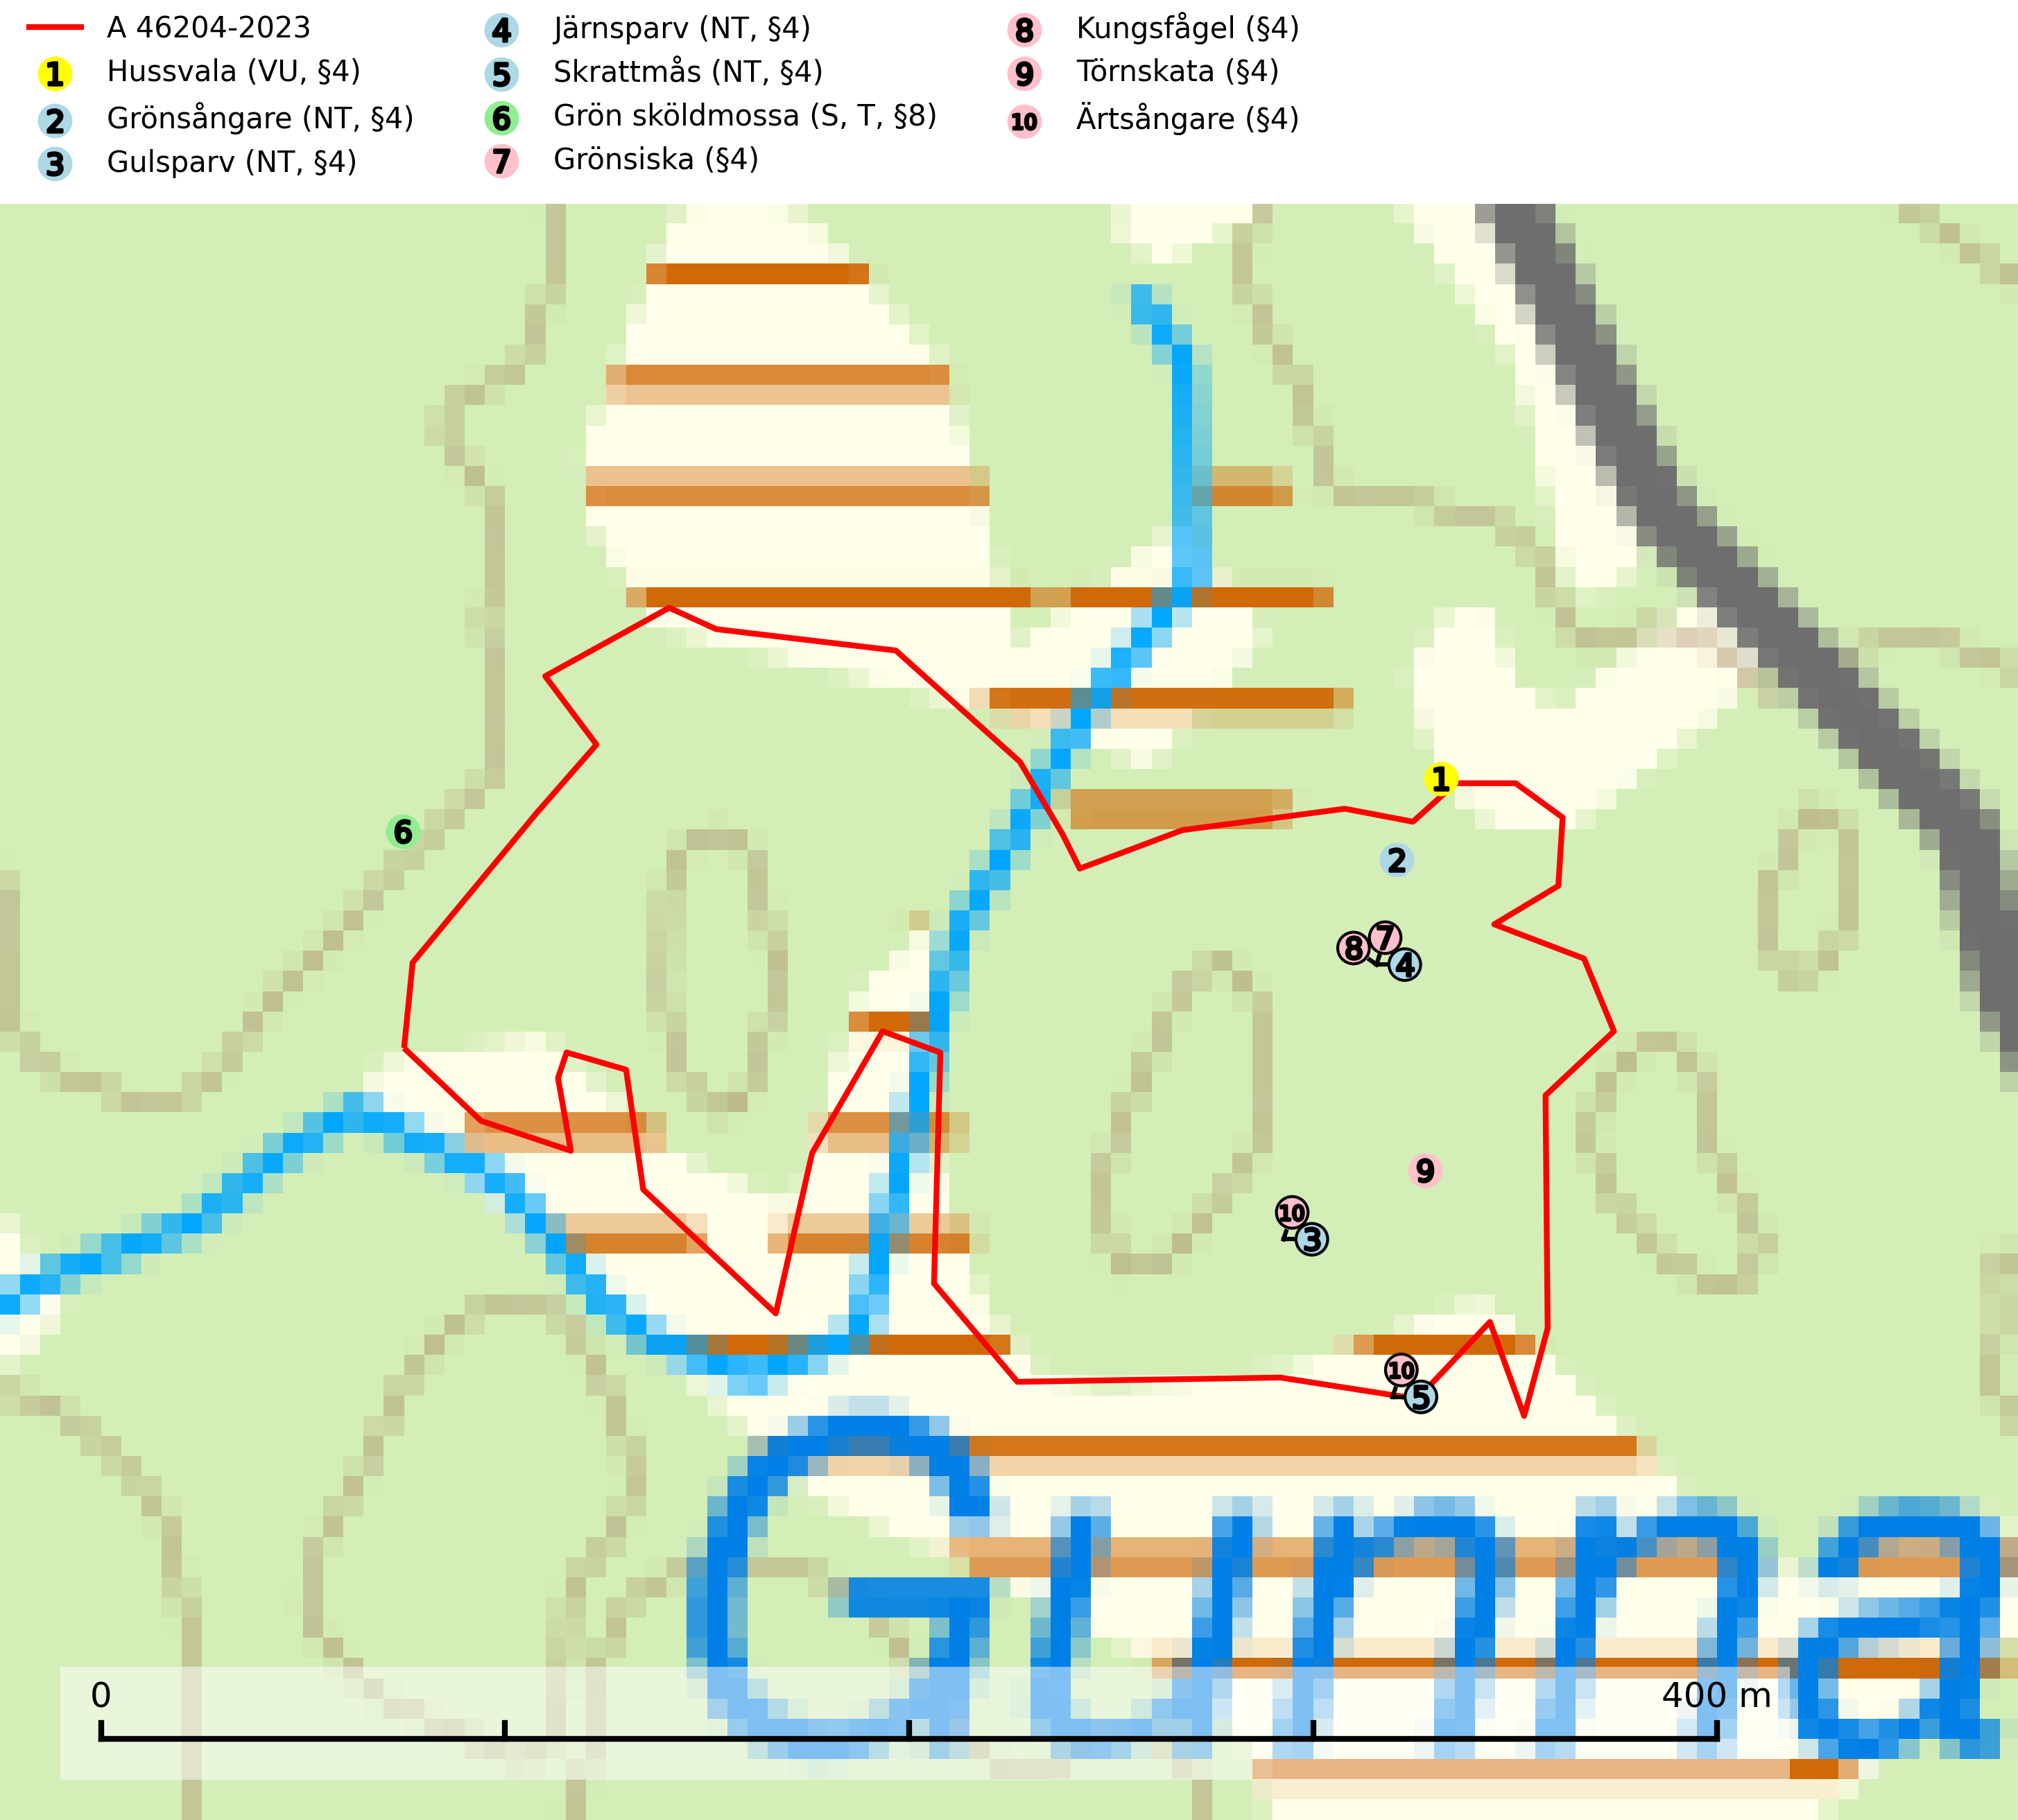 A 46204-2023
1 Hussvala (VU, §4)
2 Grönsångare (NT, §4)
3 Gulsparv (NT, §4)
4 Järnsparv (NT, §4)
5 Skrattmås (NT, §4)
6 Grön sköldmossa (S, T, §8)
7 Grönsiska (§4)
8 Kungsfågel (§4)
9 Törnskata (§4)
10 Ärtsångare (§4)
1
6
2
8 7
4
9
10
3
10
5
Gunna
0 400 m